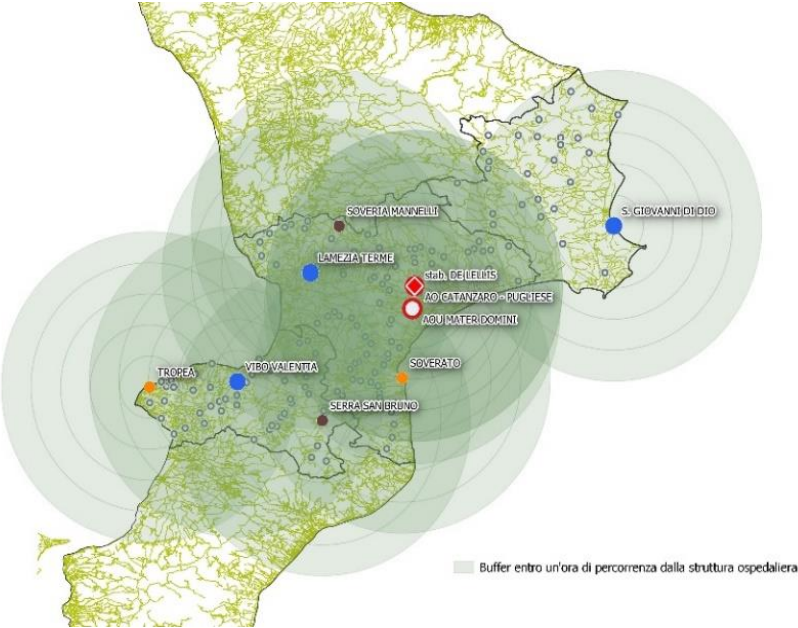 S. GIOVANNI DI DIO
SOVERIA MANNELLI
LAMEZIA TERME
stab. DE LELLIS
AO CATANZARO - PUGLIESE
AOU MATER DOMINI
TROPEA
VIBO VALENTIA
SOVERATO
SERRA SAN BRUNO
Buffer entro un'ora di percorrenza dalla struttura ospedaliera